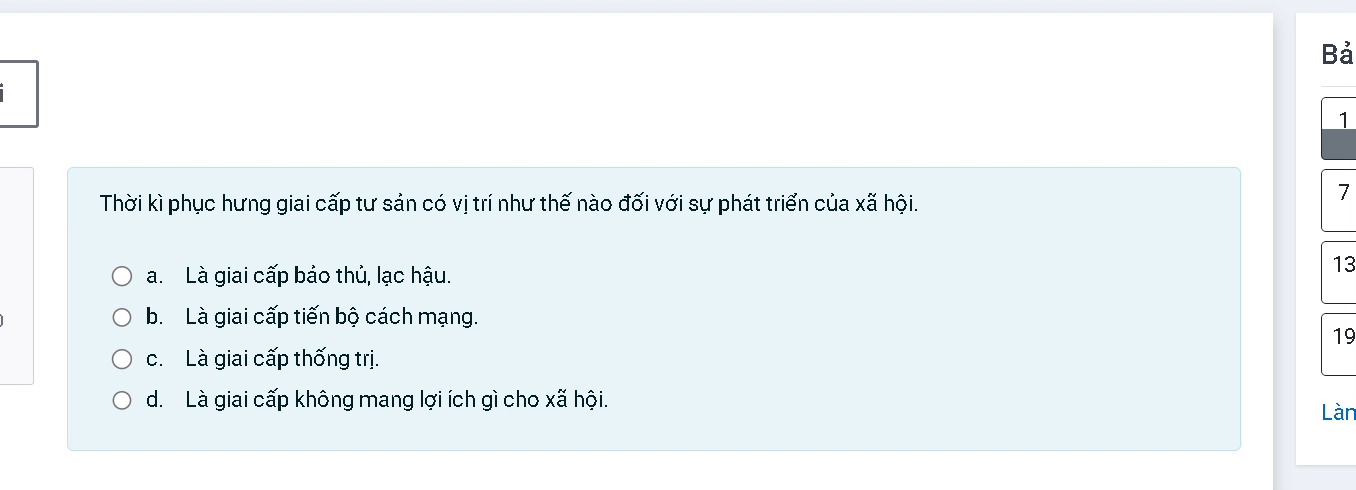 Bả
1
7
13
19
Thời kì phục hưng giai cấp tư sản có vị trí như thế nào đối với sự phát triển của xã hội.
a. Là giai cấp bảo thủ, lạc hậu.
b. Là giai cấp tiến bộ cách mạng.
c. Là giai cấp thống trị.
d. Là giai cấp không mang lợi ích gì cho xã hội.
Làm